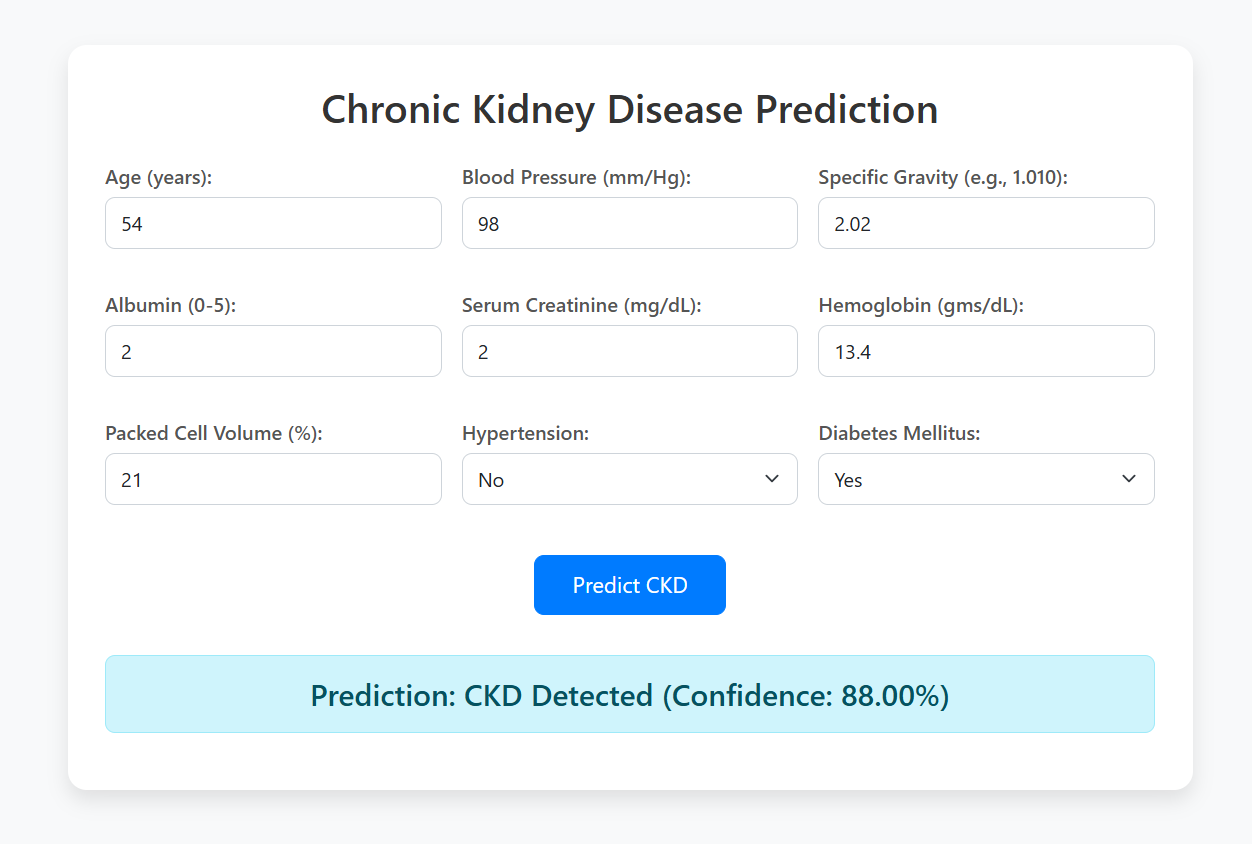 Chronic Kidney Disease Prediction
Age (years):
Blood Pressure (mm/Hg):
Specific Gravity (e.g., 1.010):
54
98
2.02
Albumin (0-5):
Serum Creatinine (mg/dL):
Hemoglobin (gms/dL):
2
2
13.4
Packed Cell Volume (%):
Hypertension:
Diabetes Mellitus:
21
No
Yes
Predict CKD
Prediction: CKD Detected (Confidence: 88.00%)